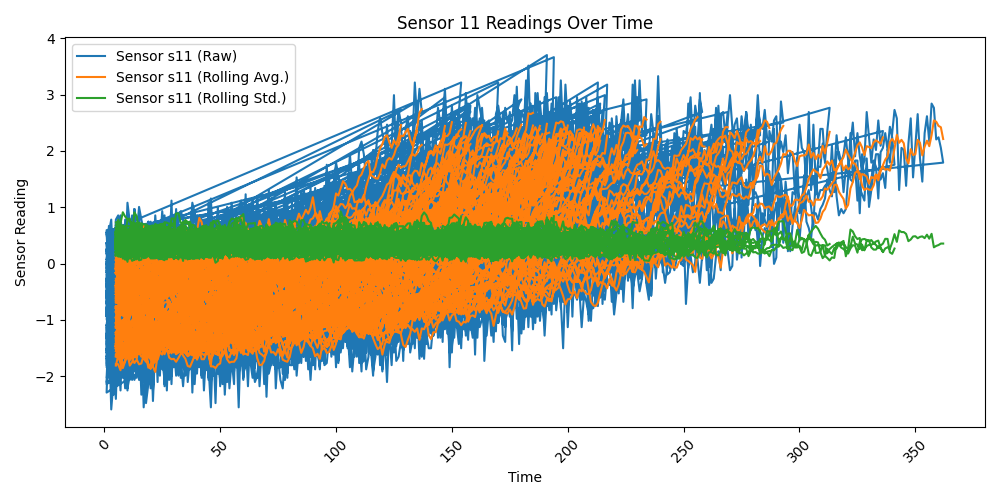 Sensor 11 Readings Over Time
Sensor s11 (Raw)
Sensor s11 (Rolling Avg.)
Sensor s11 (Rolling Std.)
Sensor Reading
4
3
2
1
0
−1
−2
0
50
100
150
200
250
300
350
Time